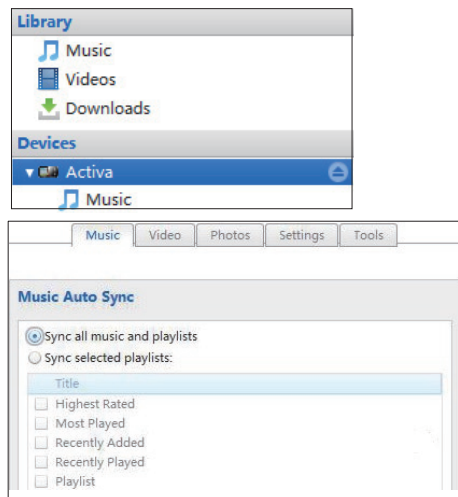 Library
Music
Videos
Downloads
Devices
Activa
Music
Music Video Photos Settings Tools
Music Auto Sync
Sync all music and playlists
Sync selected playlists:
Title
Highest Rated
Most Played
Recently Added
Recently Played
Playlist